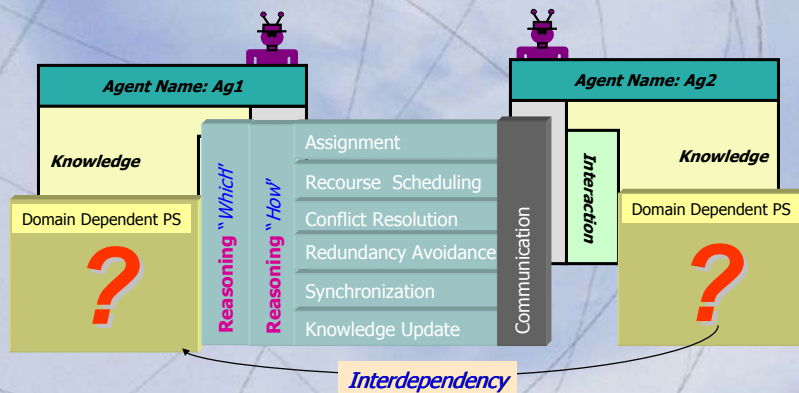 Agent Name: Ag1
Agent Name: Ag2
Knowledge
Domain Dependent PS
?
Reasoning "Which"
Reasoning "How"
Assignment
Recourse Scheduling
Conflict Resolution
Redundancy Avoidance
Synchronization
Knowledge Update
Communication
Interaction
Knowledge
Domain Dependent PS
?
Interdependency